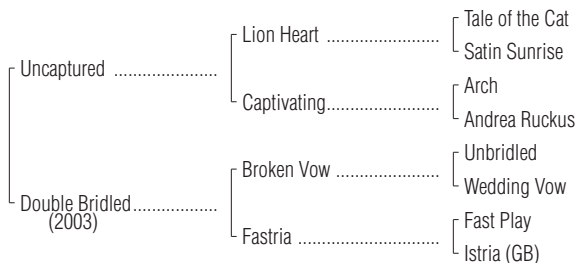 Tale of the Cat
Lion Heart ........................
Satin Sunrise
Uncaptured ......................
Arch
Captivating........................
Andrea Ruckus
Unbridled
Broken Vow ......................
Wedding Vow
Double Bridled..................
(2003)
Fast Play
Fastria ..............................
Istria (GB)